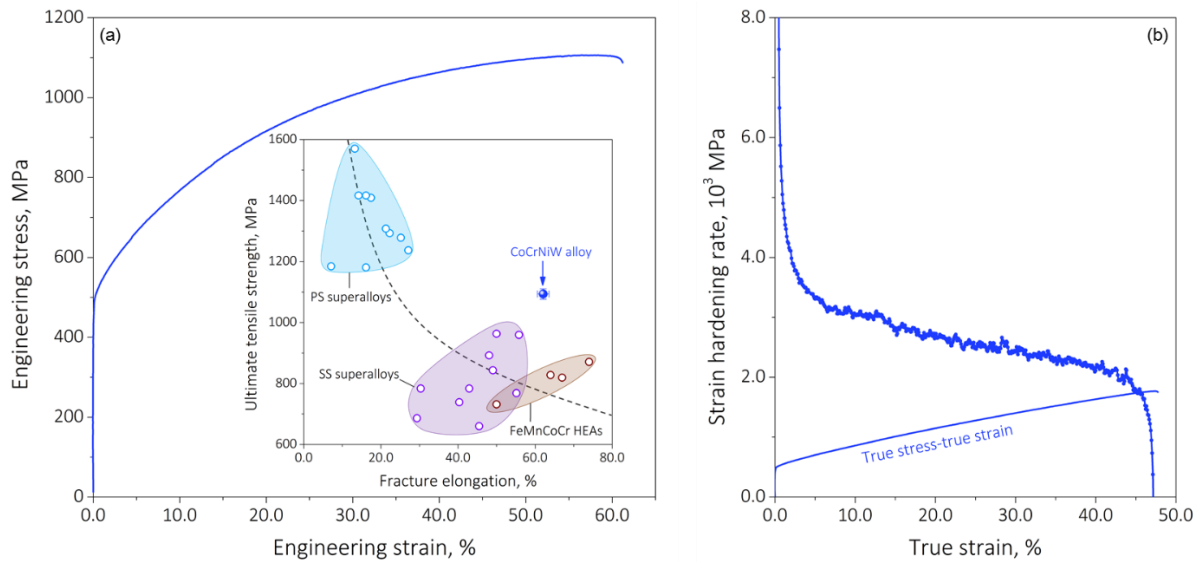 (a)
1200
1000
800
600
400
200
0
0.0
10.0
20.0
30.0
40.0
50.0
60.0
Engineering stress, MPa
Engineering strain, %
1600
1400
1200
1000
800
600
0.0
20.0
40.0
60.0
80.0
Ultimate tensile strength, MPa
Fracture elongation, %
CoCrNiW alloy
PS superalloys
SS superalloys
FeMnCoCr HEAs
(b)
8.0
6.0
4.0
2.0
0.0
0.0
10.0
20.0
30.0
40.0
50.0
Strain hardening rate, 10³ MPa
True strain, %
True stress-true strain